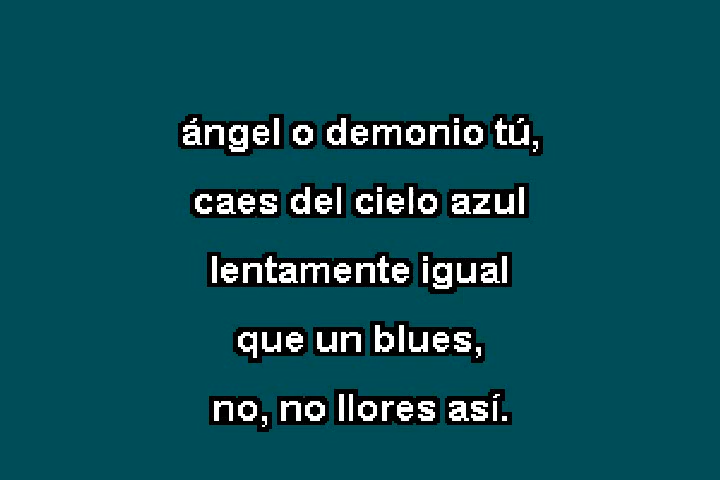 ángel o demonio tú,
caes del cielo azul
lentamente igual
que un blues,
no, no llores así.